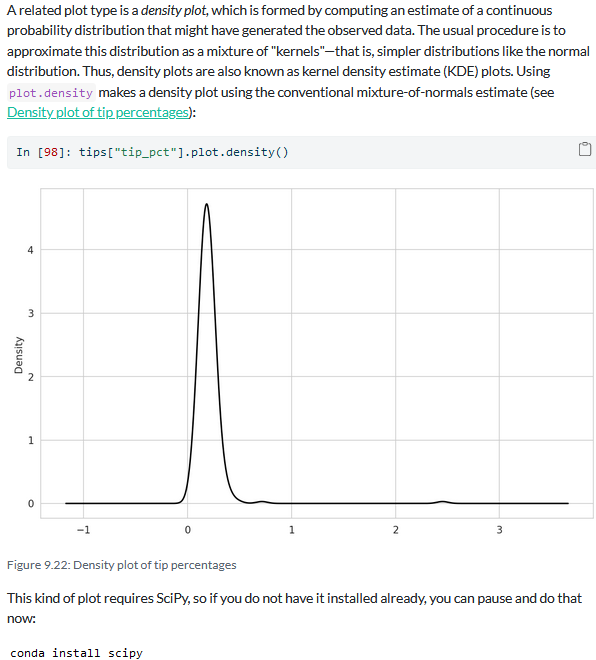 A related plot type is a density plot, which is formed by computing an estimate of a continuous
probability distribution that might have generated the observed data. The usual procedure is to
approximate this distribution as a mixture of "kernels"—that is, simpler distributions like the normal
distribution. Thus, density plots are also known as kernel density estimate (KDE) plots. Using
plot.density makes a density plot using the conventional mixture-of-normals estimate (see
Density plot of tip percentages):
In [98]: tips["tip_pct"].plot.density()
4
3
Density
2
1
0
−1 0 1 2 3
Figure 9.22: Density plot of tip percentages
This kind of plot requires SciPy, so if you do not have it installed already, you can pause and do that
now:
conda install scipy